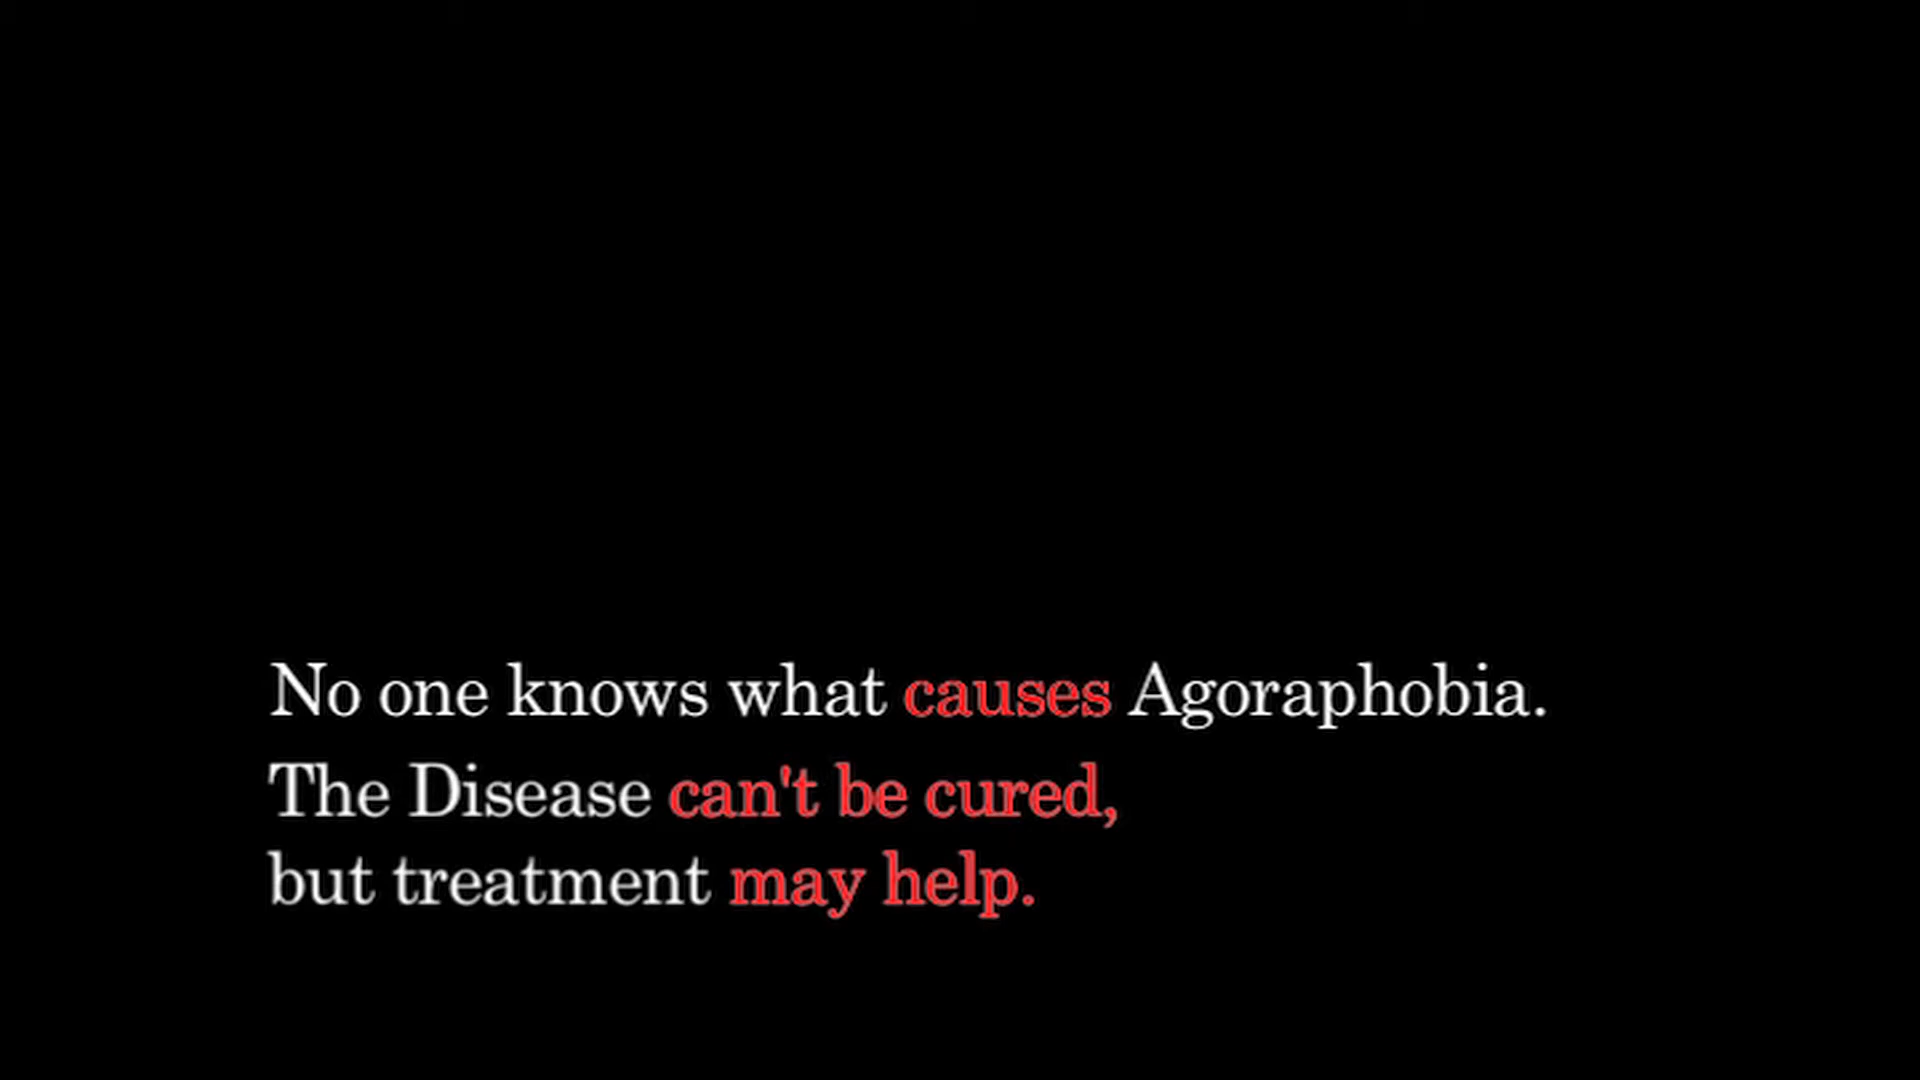 No one knows what causes Agoraphobia.
The Disease can't be cured,
but treatment may help.